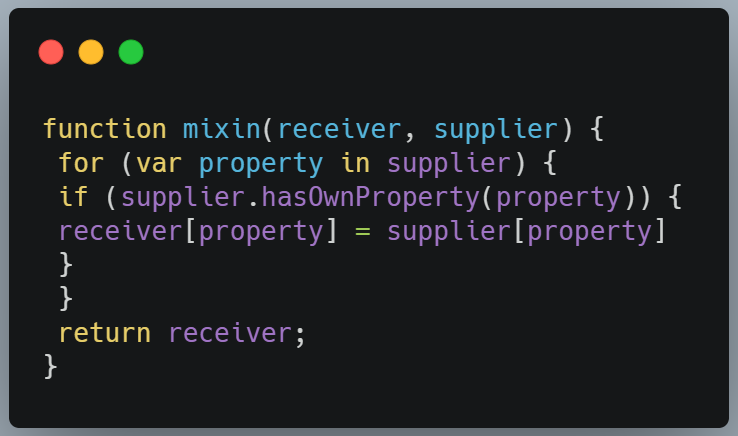 function mixin(receiver, supplier) {
 for (var property in supplier) {
 if (supplier.hasOwnProperty(property)) {
 receiver[property] = supplier[property]
 }
 }
 return receiver;
}